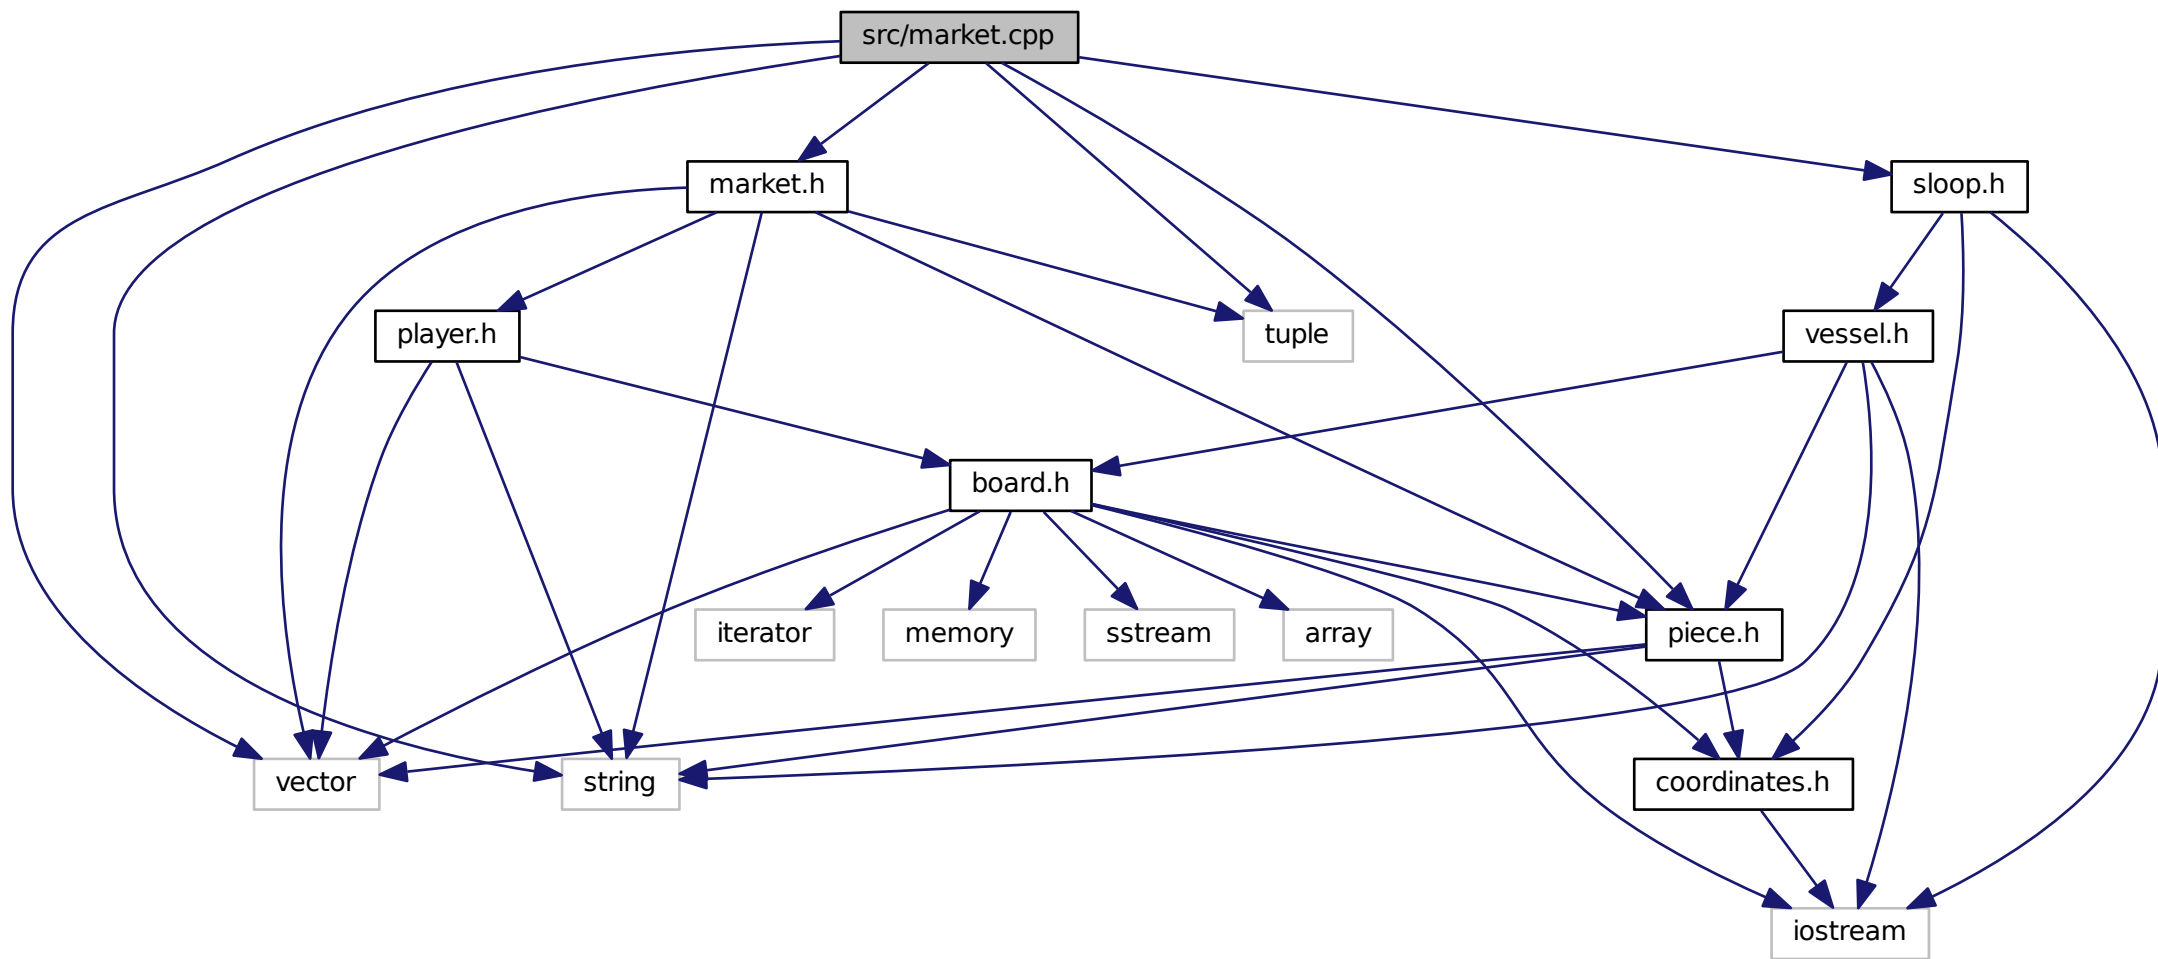 src/market.cpp
market.h
sloop.h
player.h
tuple
vessel.h
board.h
iterator
memory
sstream
array
piece.h
vector
string
coordinates.h
iostream